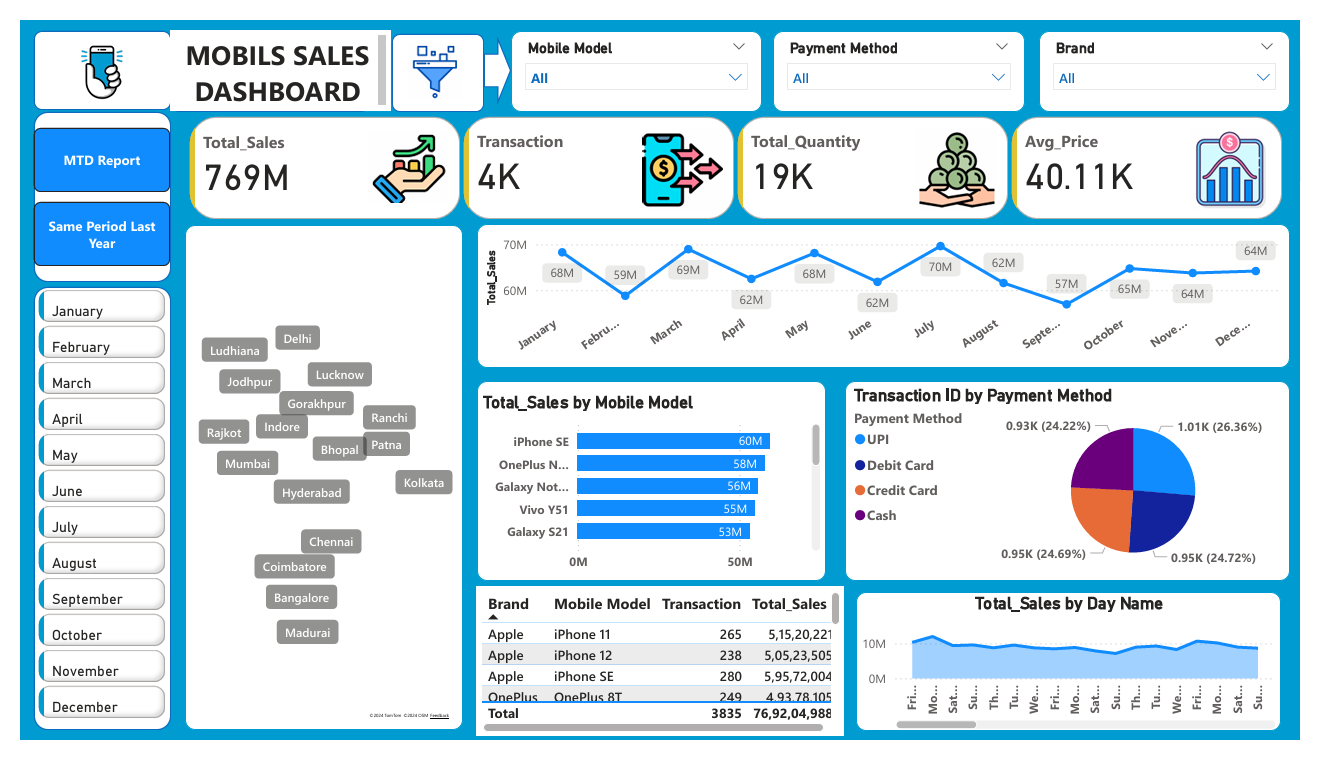 MOBILS SALES
DASHBOARD
Mobile Model
All
Payment Method
All
Brand
All
MTD Report
Same Period Last
Year
Total_Sales
769M
Transaction
4K
Total_Quantity
19K
Avg_Price
40.11K
January
February
March
April
May
June
July
August
September
October
November
December
Delhi
Ludhiana
Lucknow
Jodhpur
Gorakhpur
Ranchi
Indore
Rajkot
Patna
Bhopal
Mumbai
Kolkata
Hyderabad
Chennai
Coimbatore
Bangalore
Madurai
©2024 TomTom ©2024 OSM Feedback
Total_Sales
70M
60M
68M
59M
69M
62M
68M
62M
70M
62M
57M
65M
64M
64M
January
Febru...
March
April
May
June
July
August
Septe...
October
Nove...
Dece...
Total_Sales by Mobile Model
iPhone SE 60M
OnePlus N... 58M
Galaxy Not... 56M
Vivo Y51 55M
Galaxy S21 53M
0M 50M
Transaction ID by Payment Method
Payment Method
UPI
Debit Card
Credit Card
Cash
0.93K (24.22%)
1.01K (26.36%)
0.95K (24.69%)
0.95K (24.72%)
Brand Mobile Model Transaction Total_Sales
Apple iPhone 11 265 5,15,20,221
Apple iPhone 12 238 5,05,23,505
Apple iPhone SE 280 5,95,72,004
OnePlus OnePlus 8T 249 4,93,78,105
Total 3835 76,92,04,988
Total_Sales by Day Name
10M
0M
Fri... Mo... Sat... Su... Th... Tu... We... Fri... Mo... Sat... Su... Th... Tu... We... Fri... Mo... Sat... Su...